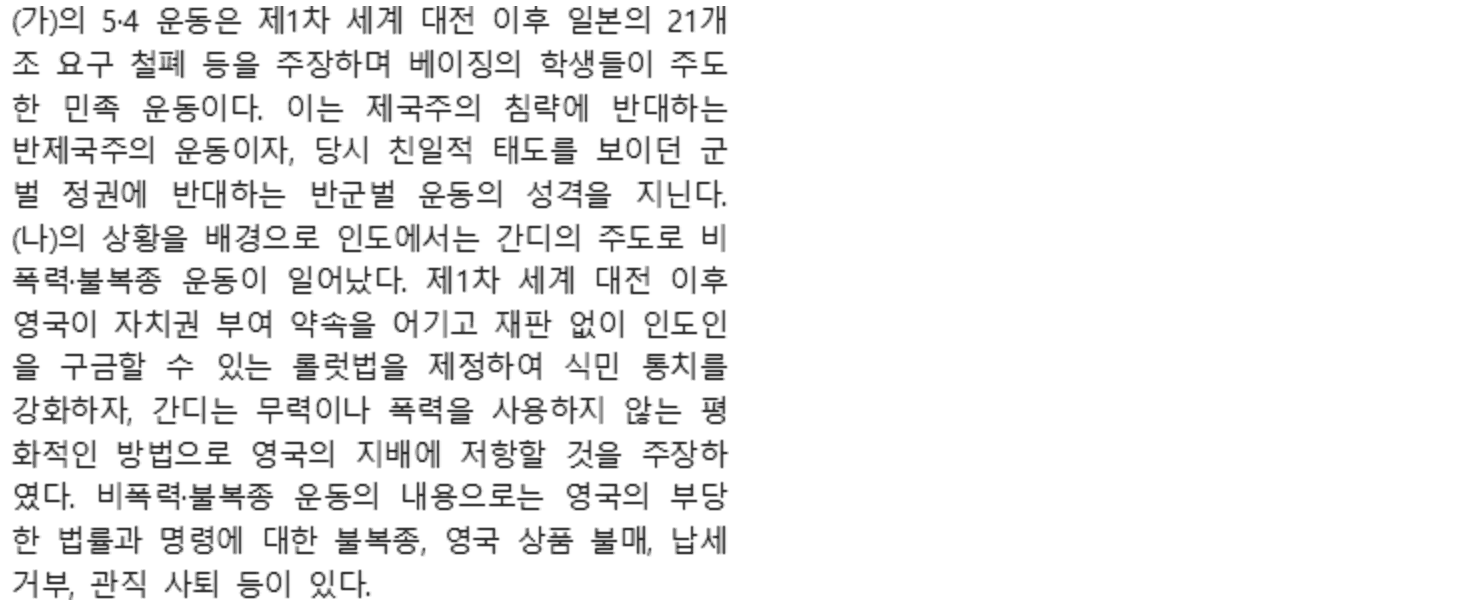 (가)의 5·4 운동은 제1차 세계 대전 이후 일본의 21개
조 요구 철폐 등을 주장하며 베이징의 학생들이 주도
한 민족 운동이다. 이는 제국주의 침략에 반대하는
반제국주의 운동이자, 당시 친일적 태도를 보이던 군
벌 정권에 반대하는 반군벌 운동의 성격을 지닌다.
(나)의 상황을 배경으로 인도에서는 간디의 주도로 비
폭력·불복종 운동이 일어났다. 제1차 세계 대전 이후
영국이 자치권 부여 약속을 어기고 재판 없이 인도인
을 구금할 수 있는 롤럿법을 제정하여 식민 통치를
강화하자, 간디는 무력이나 폭력을 사용하지 않는 평
화적인 방법으로 영국의 지배에 저항할 것을 주장하
였다. 비폭력·불복종 운동의 내용으로는 영국의 부당
한 법률과 명령에 대한 불복종, 영국 상품 불매, 납세
거부, 관직 사퇴 등이 있다.